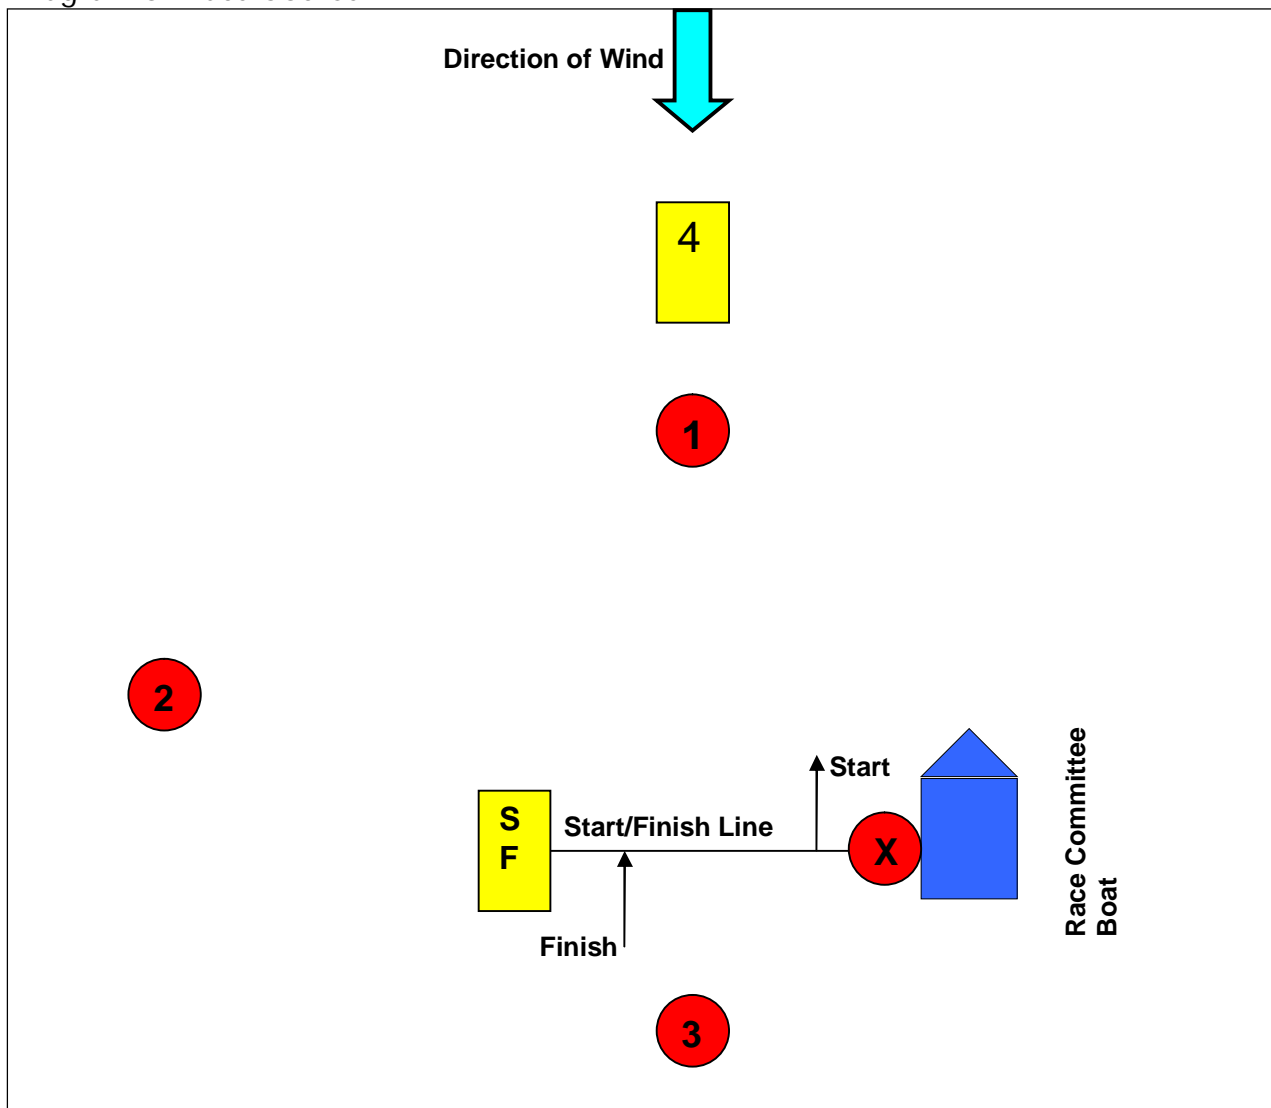 Direction of Wind
4
1
2
Start
S
F
Start/Finish Line
X
Race Committee
Boat
Finish
3